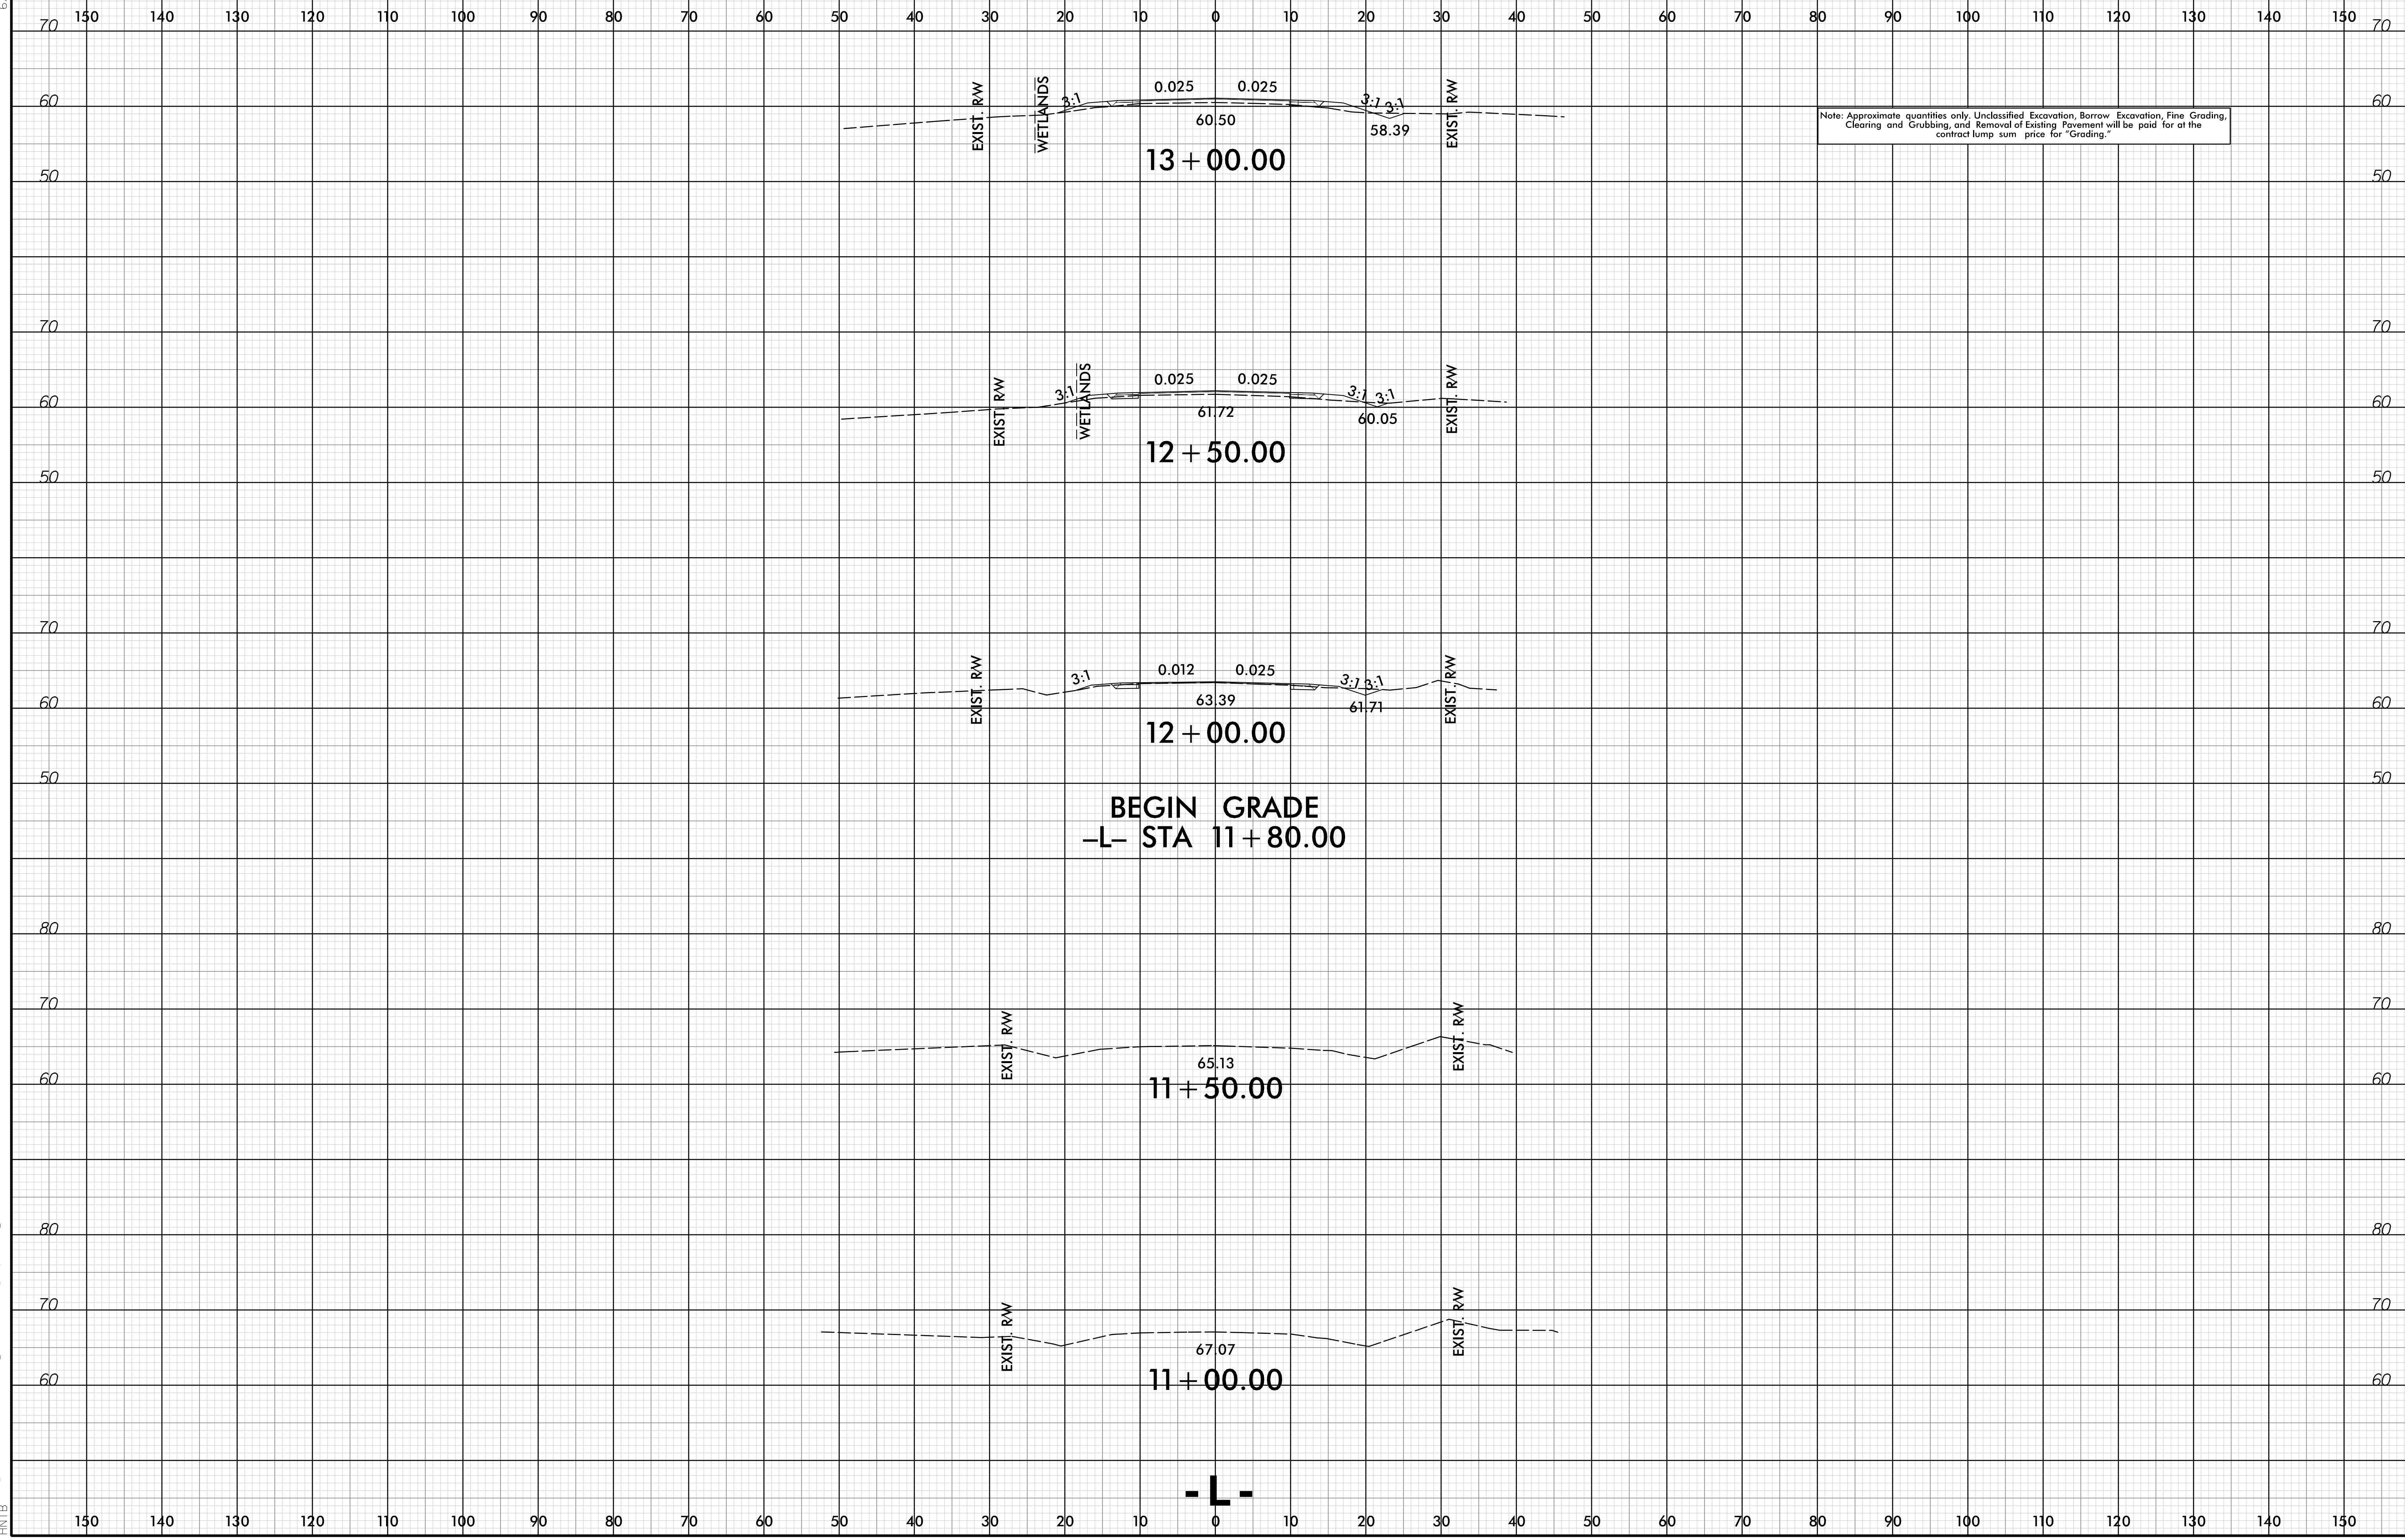 150 140 130 120 110 100 90 80 70 60 50 40 30 20 10 0 10 20 30 40 50 60 70 80 90 100 110 120 130 140 150
70 70
EXIST. R/W
WETLANDS
3:1
0.025 0.025
3:1 3:1
EXIST. R/W
60 60
60.50
58.39
13+00.00
Note: Approximate quantities only. Unclassified Excavation, Borrow Excavation, Fine Grading,
Clearing and Grubbing, and Removal of Existing Pavement will be paid for at the
contract lump sum price for "Grading."
50 50
70 70
EXIST. R/W
WETLANDS
3:1
0.025 0.025
3:1 3:1
EXIST. R/W
60 60
61.72
60.05
12+50.00
50 50
70 70
EXIST. R/W
3:1
0.012 0.025
3:1 3:1
EXIST. R/W
60 60
63.39
61.71
12+00.00
50 50
BEGIN GRADE
-L- STA 11+80.00
80 80
70 70
EXIST. R/W
EXIST. R/W
65.13
60 60
11+50.00
80 80
70 70
EXIST. R/W
EXIST. R/W
67.07
60 60
11+00.00
-L-
150 140 130 120 110 100 90 80 70 60 50 40 30 20 10 0 10 20 30 40 50 60 70 80 90 100 110 120 130 140 150